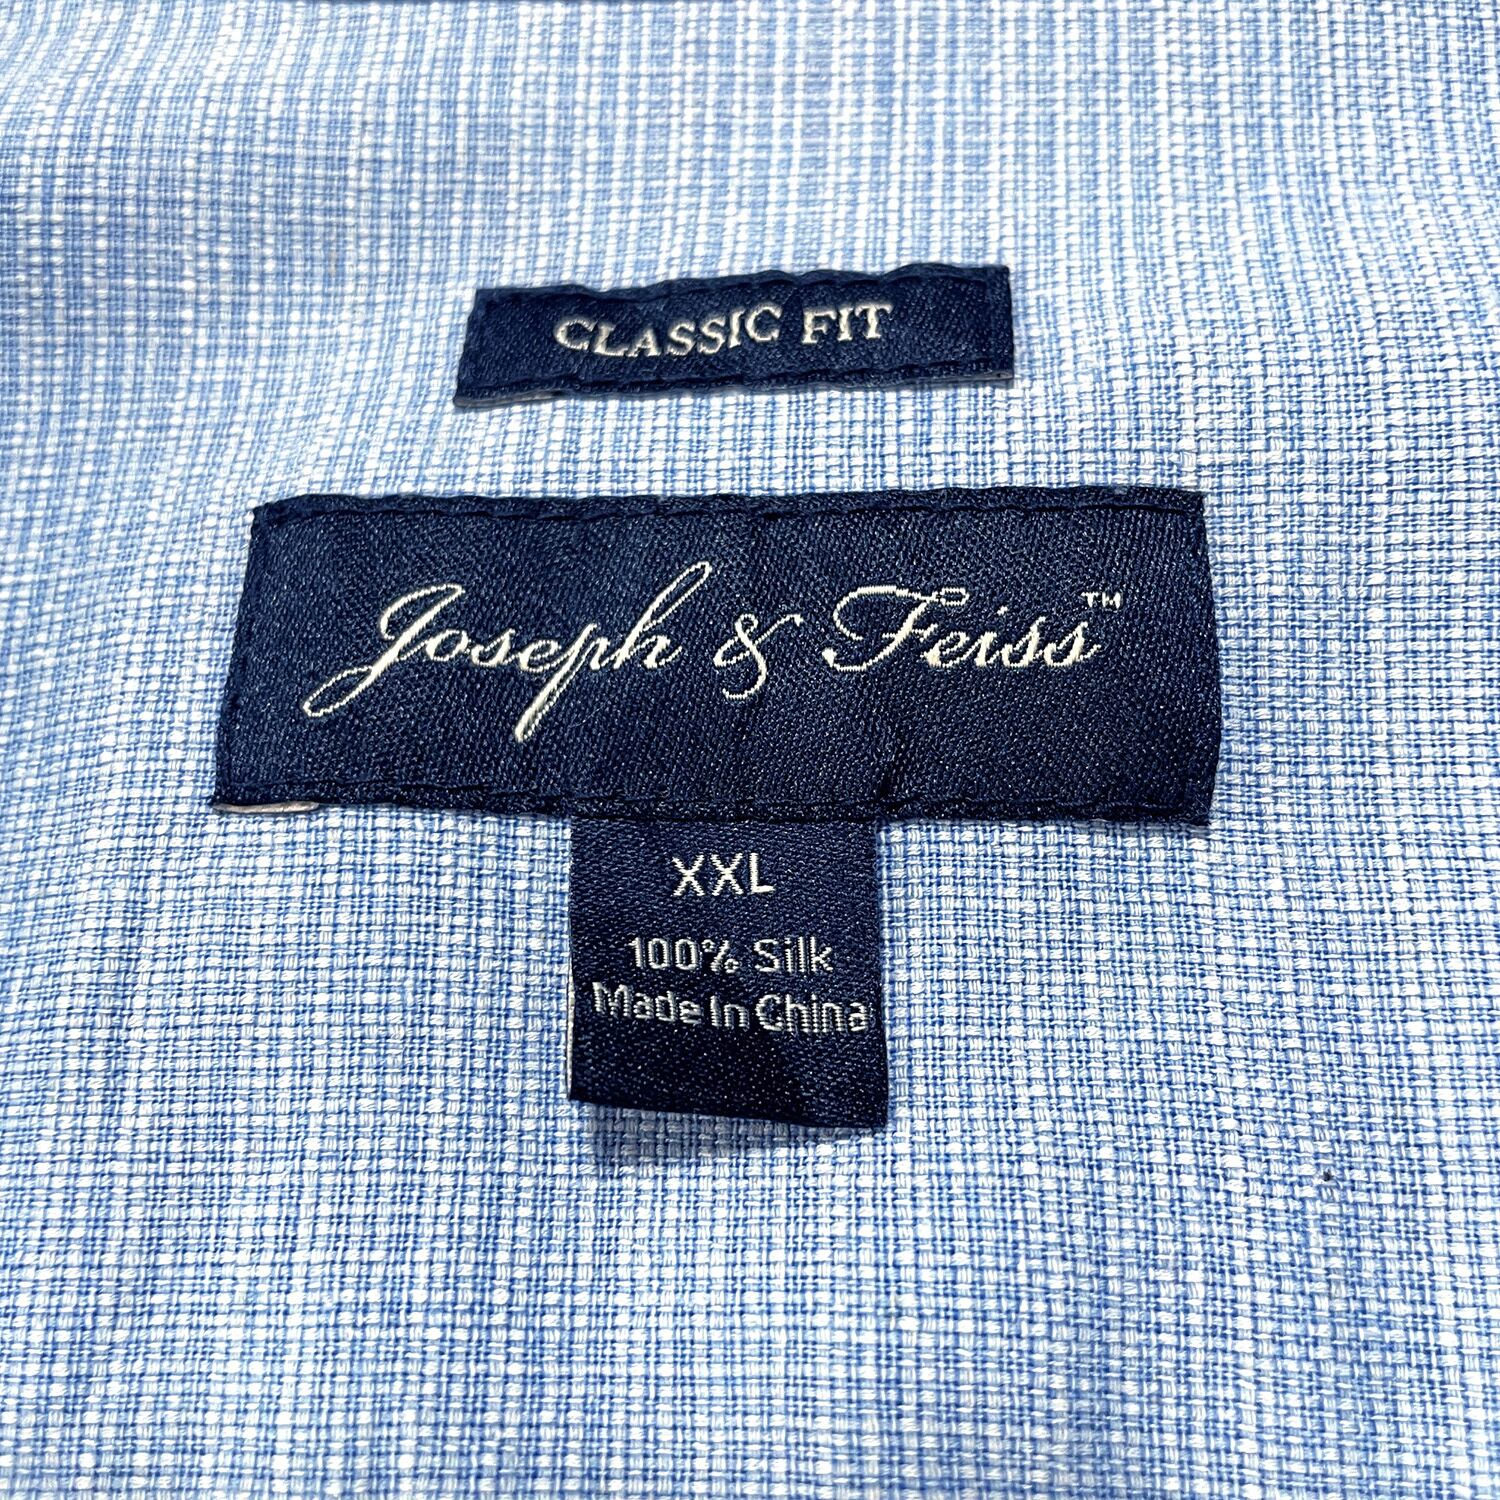 CLASSIC FIT
Joseph & Feiss™
XXL
100% Silk
Made In China